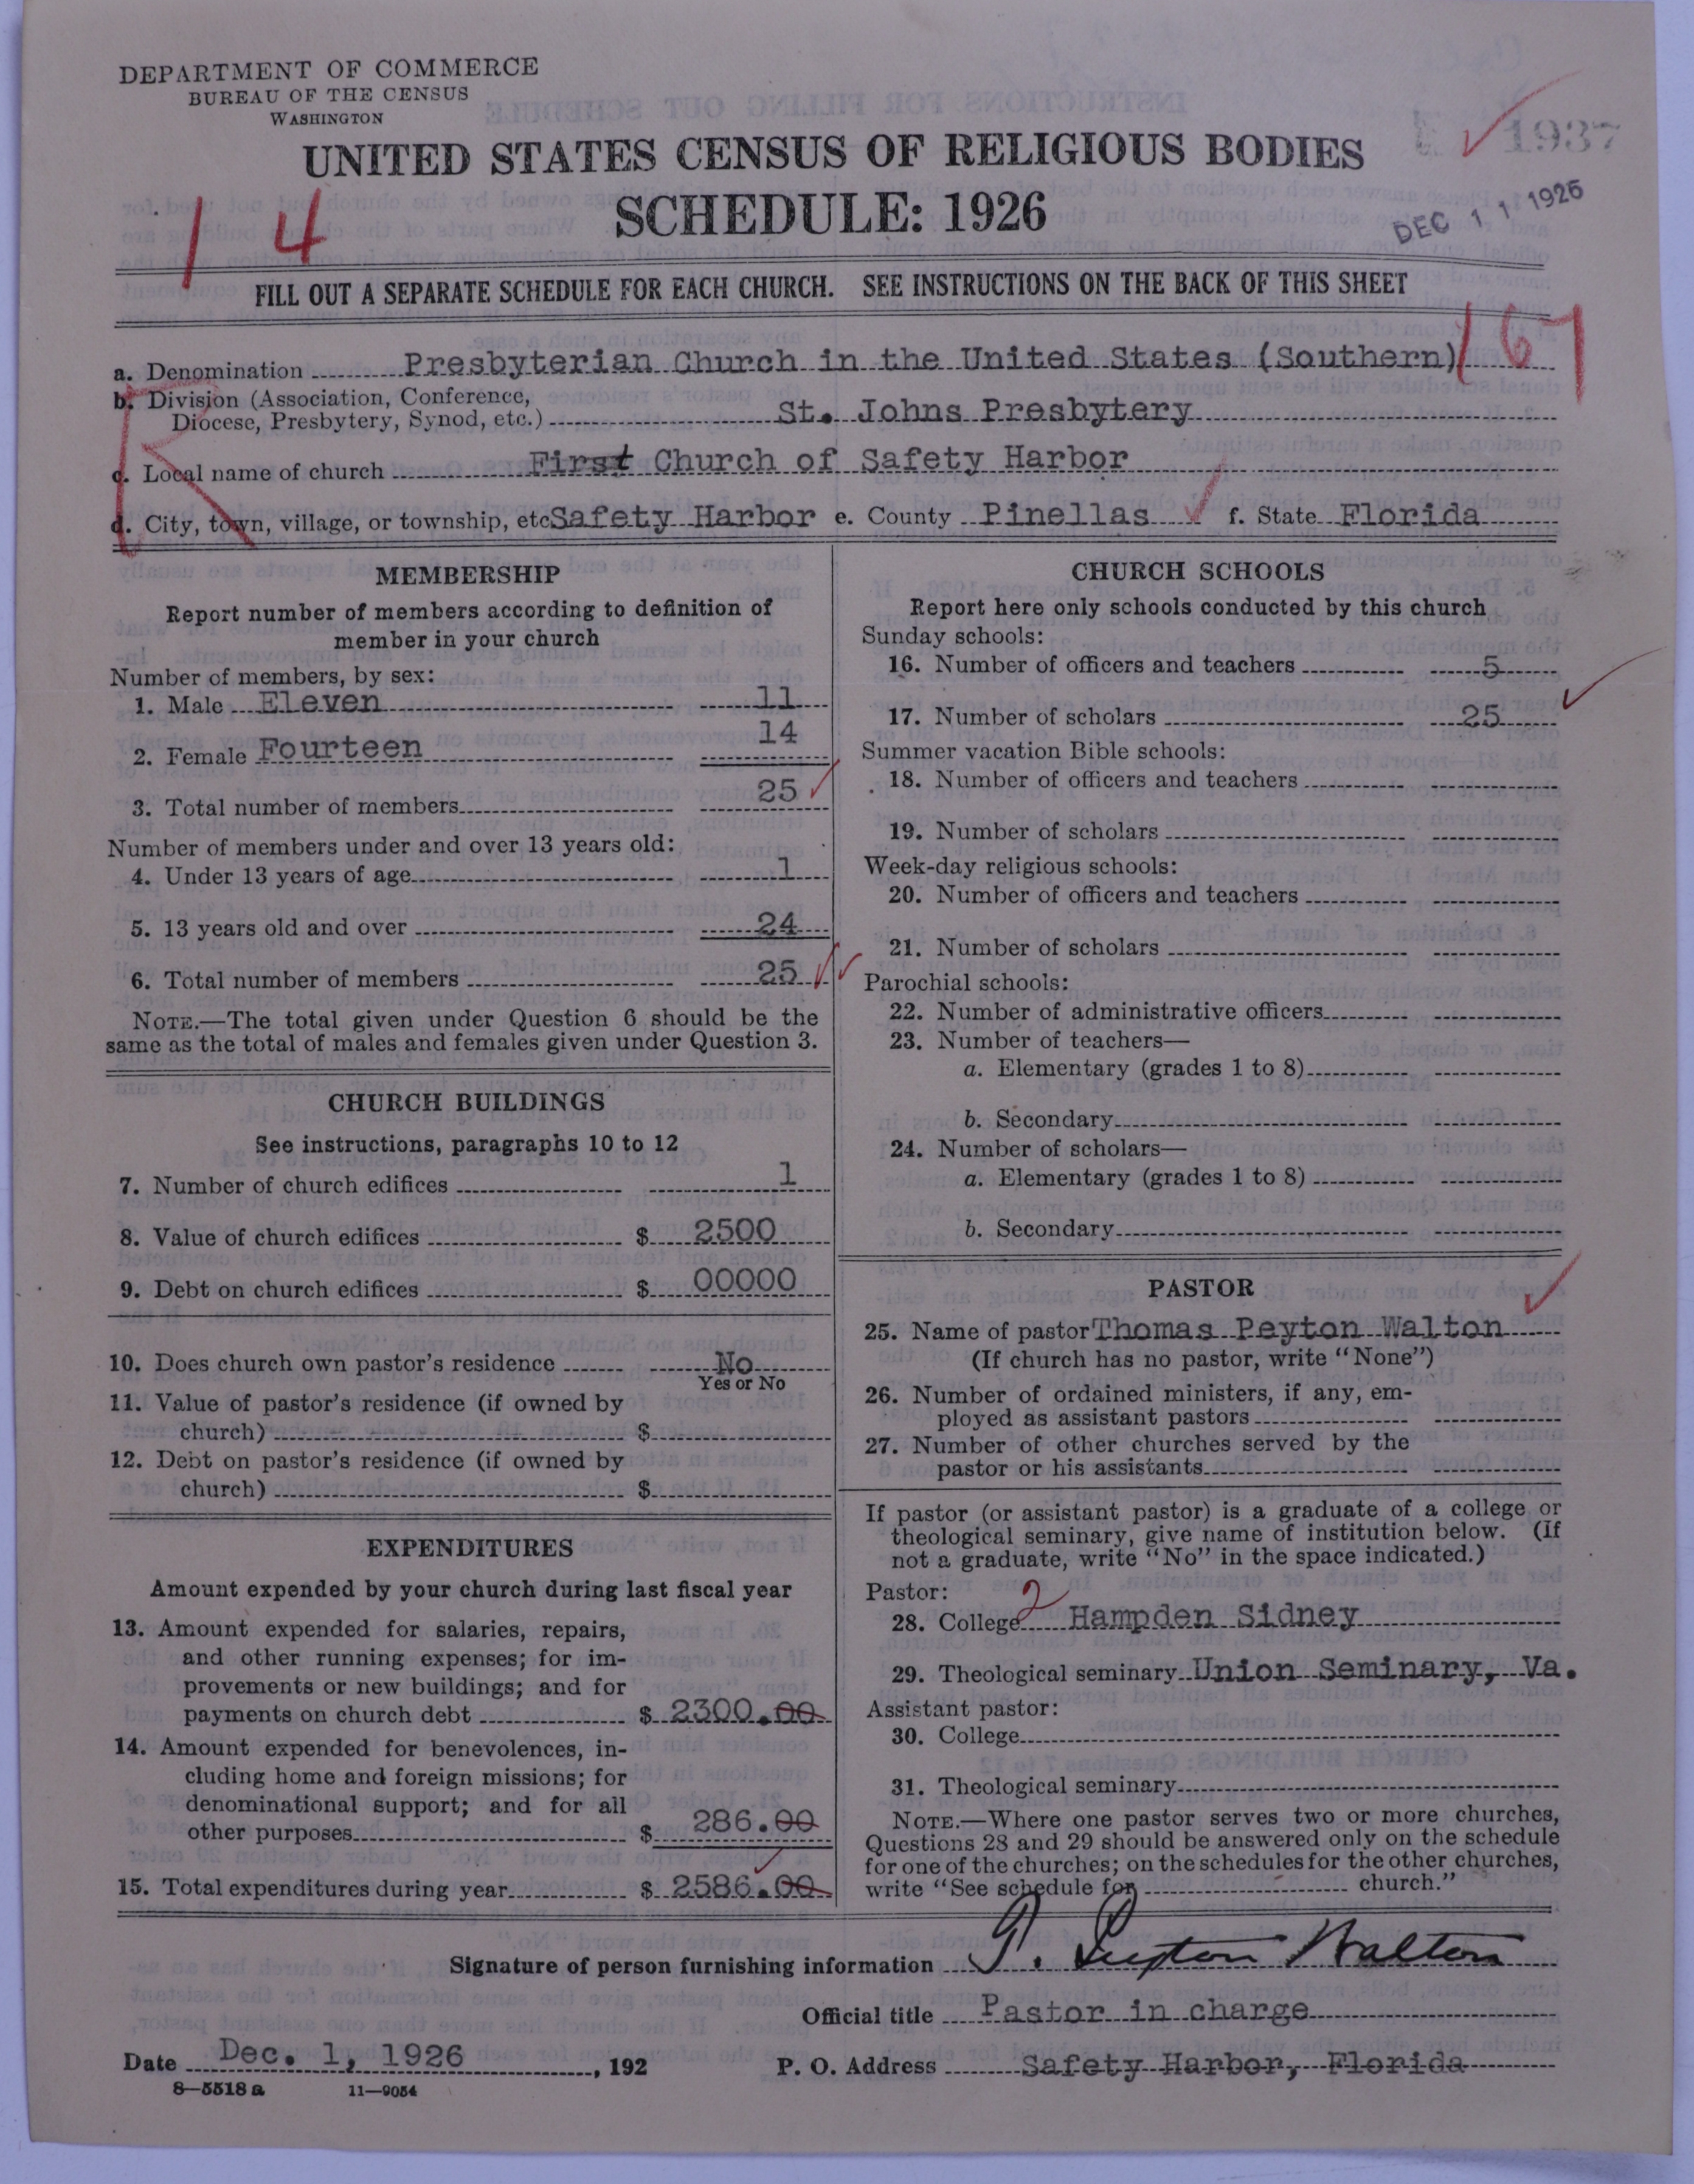 DEPARTMENT OF COMMERCE
BUREAU OF THE CENSUS
WASHINGTON
UNITED STATES CENSUS OF RELIGIOUS BODIES
SCHEDULE: 1926
1937
DEC 11 1926
1 4
FILL OUT A SEPARATE SCHEDULE FOR EACH CHURCH. SEE INSTRUCTIONS ON THE BACK OF THIS SHEET
167
a. Denomination Presbyterian Church in the United States (Southern)
b. Division (Association, Conference,
Diocese, Presbytery, Synod, etc.) St. Johns Presbytery
c. Local name of church First Church of Safety Harbor
d. City, town, village, or township, etc Safety Harbor e. County Pinellas f. State Florida
MEMBERSHIP
Report number of members according to definition of
member in your church
Number of members, by sex:
1. Male Eleven 11
2. Female Fourteen 14
3. Total number of members 25
Number of members under and over 13 years old:
4. Under 13 years of age 1
5. 13 years old and over 24
6. Total number of members 25
NOTE.—The total given under Question 6 should be the
same as the total of males and females given under Question 3.
CHURCH BUILDINGS
See instructions, paragraphs 10 to 12
7. Number of church edifices 1
8. Value of church edifices $ 2500
9. Debt on church edifices $ 00000
10. Does church own pastor's residence No
Yes or No
11. Value of pastor's residence (if owned by
church) $
12. Debt on pastor's residence (if owned by
church) $
EXPENDITURES
Amount expended by your church during last fiscal year
13. Amount expended for salaries, repairs,
and other running expenses; for im-
provements or new buildings; and for
payments on church debt $ 2300.00
14. Amount expended for benevolences, in-
cluding home and foreign missions; for
denominational support; and for all
other purposes $ 286.00
15. Total expenditures during year $ 2586.00
CHURCH SCHOOLS
Report here only schools conducted by this church
Sunday schools:
16. Number of officers and teachers 5
17. Number of scholars 25
Summer vacation Bible schools:
18. Number of officers and teachers
19. Number of scholars
Week-day religious schools:
20. Number of officers and teachers
21. Number of scholars
Parochial schools:
22. Number of administrative officers
23. Number of teachers—
a. Elementary (grades 1 to 8)
b. Secondary
24. Number of scholars—
a. Elementary (grades 1 to 8)
b. Secondary
PASTOR
25. Name of pastor Thomas Peyton Walton
(If church has no pastor, write "None")
26. Number of ordained ministers, if any, em-
ployed as assistant pastors
27. Number of other churches served by the
pastor or his assistants
If pastor (or assistant pastor) is a graduate of a college or
theological seminary, give name of institution below. (If
not a graduate, write "No" in the space indicated.)
Pastor:
28. College 2 Hampden Sidney
29. Theological seminary Union Seminary, Va.
Assistant pastor:
30. College
31. Theological seminary
NOTE.—Where one pastor serves two or more churches,
Questions 28 and 29 should be answered only on the schedule
for one of the churches; on the schedules for the other churches,
write "See schedule for church."
Signature of person furnishing information T. Peyton Walton
Official title Pastor in charge
Date Dec. 1, 1926, 192 P. O. Address Safety Harbor, Florida
8—5518 a 11—9054